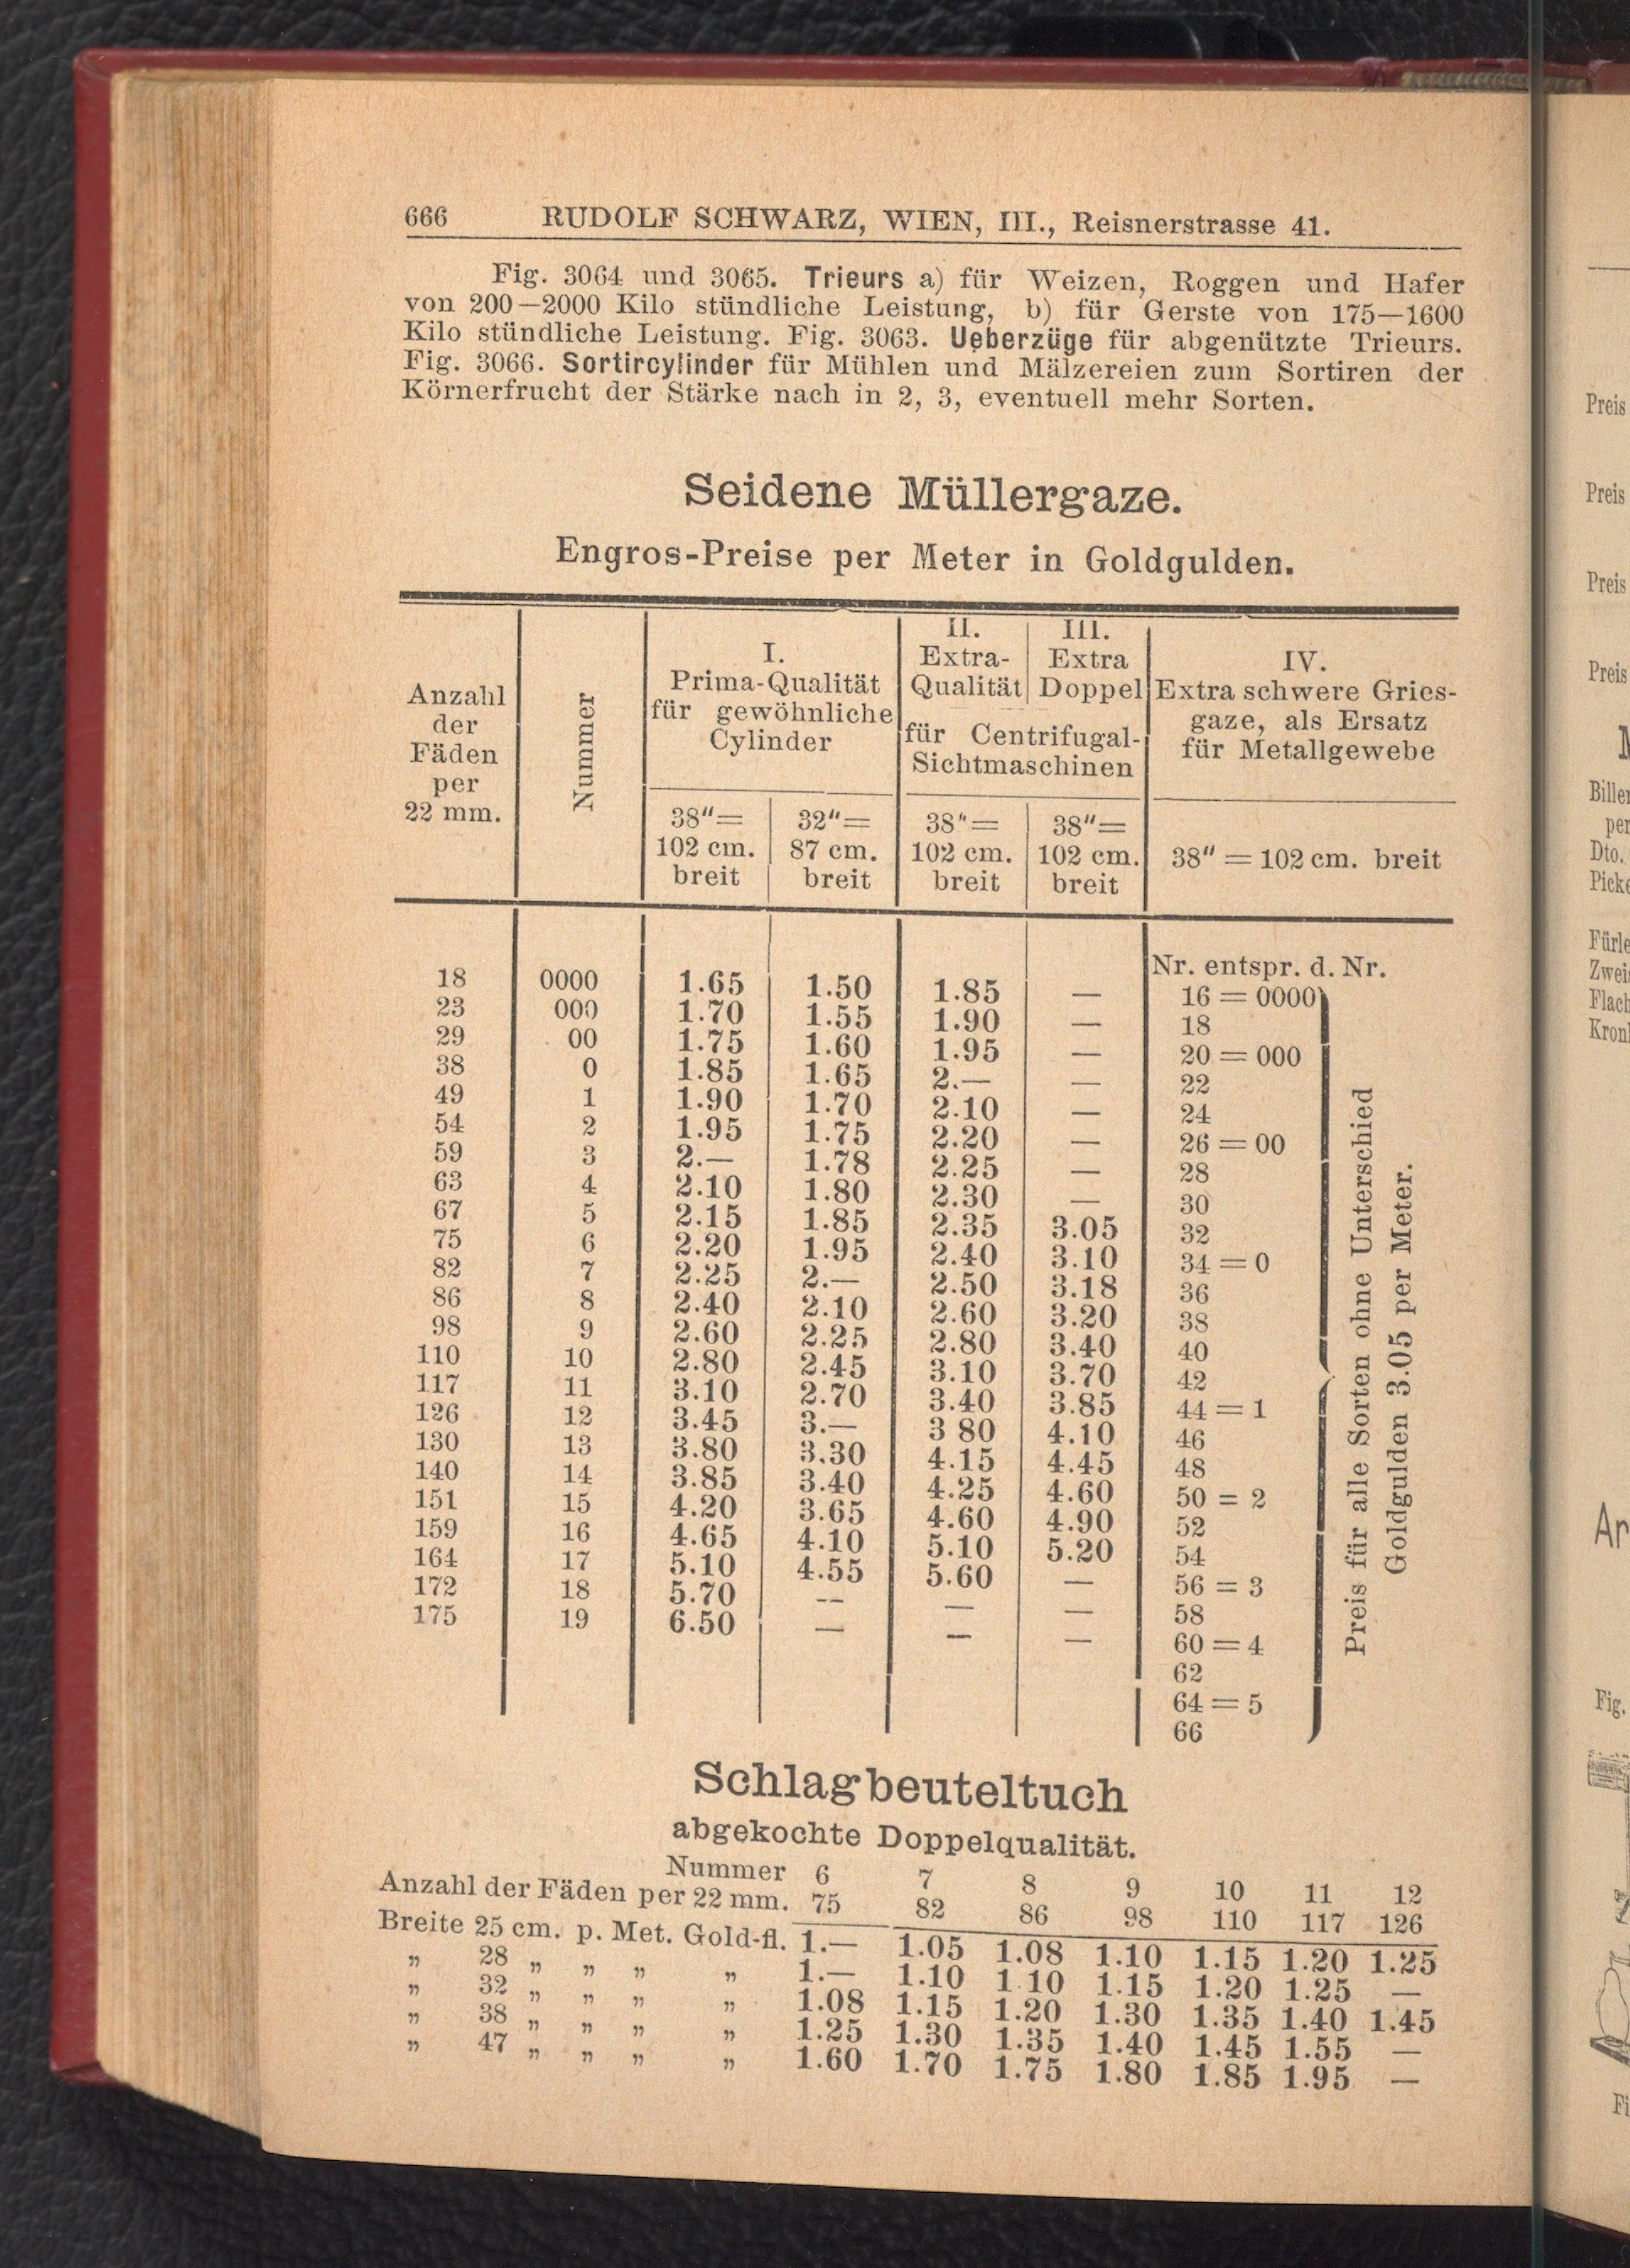 666 RUDOLF SCHWARZ, WIEN, III., Reisnerstrasse 41.
Fig. 3064 und 3065. Trieurs a) für Weizen, Roggen und Hafer
von 200—2000 Kilo stündliche Leistung, b) für Gerste von 175—1600
Kilo stündliche Leistung. Fig. 3063. Ueberzüge für abgenützte Trieurs.
Fig. 3066. Sortircylinder für Mühlen und Mälzereien zum Sortiren der
Körnerfrucht der Stärke nach in 2, 3, eventuell mehr Sorten.
Seidene Müllergaze.
Engros-Preise per Meter in Goldgulden.
Anzahl
der
Fäden
per
22 mm.
Nummer
I.
Prima-Qualität
für gewöhnliche
Cylinder
II.
Extra-
Qualität
III.
Extra
Doppel
für Centrifugal-
Sichtmaschinen
IV.
Extra schwere Gries-
gaze, als Ersatz
für Metallgewebe
38"= 32"= 38"= 38"=
102 cm. 87 cm. 102 cm. 102 cm. 38" = 102 cm. breit
breit breit breit breit
Nr. entspr. d. Nr.
18 0000 1.65 1.50 1.85 — 16 = 0000
23 000 1.70 1.55 1.90 — 18
29 00 1.75 1.60 1.95 — 20 = 000
38 0 1.85 1.65 2.— — 22
49 1 1.90 1.70 2.10 — 24
54 2 1.95 1.75 2.20 — 26 = 00
59 3 2.— 1.78 2.25 — 28
63 4 2.10 1.80 2.30 — 30
67 5 2.15 1.85 2.35 3.05 32
75 6 2.20 1.95 2.40 3.10 34 = 0
82 7 2.25 2.— 2.50 3.18 36
86 8 2.40 2.10 2.60 3.20 38
98 9 2.60 2.25 2.80 3.40 40
110 10 2.80 2.45 3.10 3.70 42
117 11 3.10 2.70 3.40 3.85 44 = 1
126 12 3.45 3.— 3 80 4.10 46
130 13 3.80 3.30 4.15 4.45 48
140 14 3.85 3.40 4.25 4.60 50 = 2
151 15 4.20 3.65 4.60 4.90 52
159 16 4.65 4.10 5.10 5.20 54
164 17 5.10 4.55 5.60 — 56 = 3
172 18 5.70 -- — — 58
175 19 6.50 — — — 60 = 4
62
64 = 5
66
Preis für alle Sorten ohne Unterschied
Goldgulden 3.05 per Meter.
Schlagbeuteltuch
abgekochte Doppelqualität.
Nummer 6 7 8 9 10 11 12
Anzahl der Fäden per 22 mm. 75 82 86 98 110 117 126
Breite 25 cm. p. Met. Gold-fl. 1.— 1.05 1.08 1.10 1.15 1.20 1.25
„ 28 „ „ „ „ 1.— 1.10 1 10 1.15 1.20 1.25 —
„ 32 „ „ „ „ 1.08 1.15 1.20 1.30 1.35 1.40 1.45
„ 38 „ „ „ „ 1.25 1.30 1.35 1.40 1.45 1.55 —
„ 47 „ „ „ „ 1.60 1.70 1.75 1.80 1.85 1.95 —
Preis
Preis
Preis
Preis
Dto.
Fig.